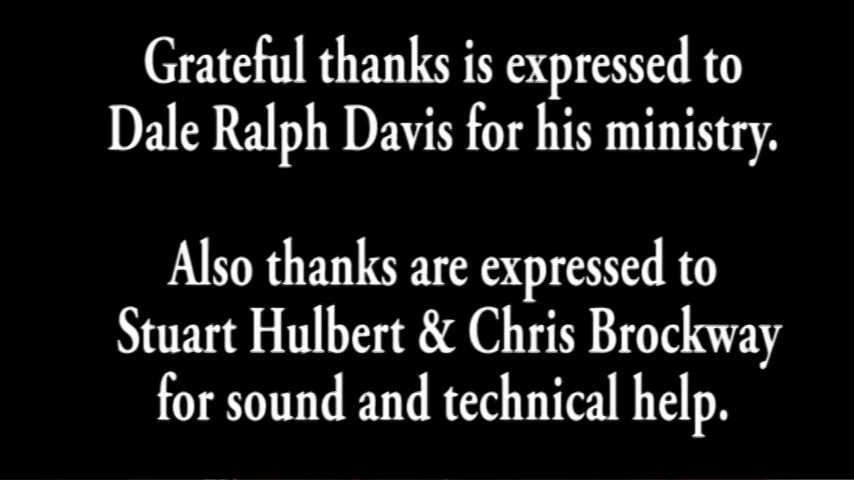 Grateful thanks is expressed to
Dale Ralph Davis for his ministry.
Also thanks are expressed to
Stuart Hulbert & Chris Brockway
for sound and technical help.